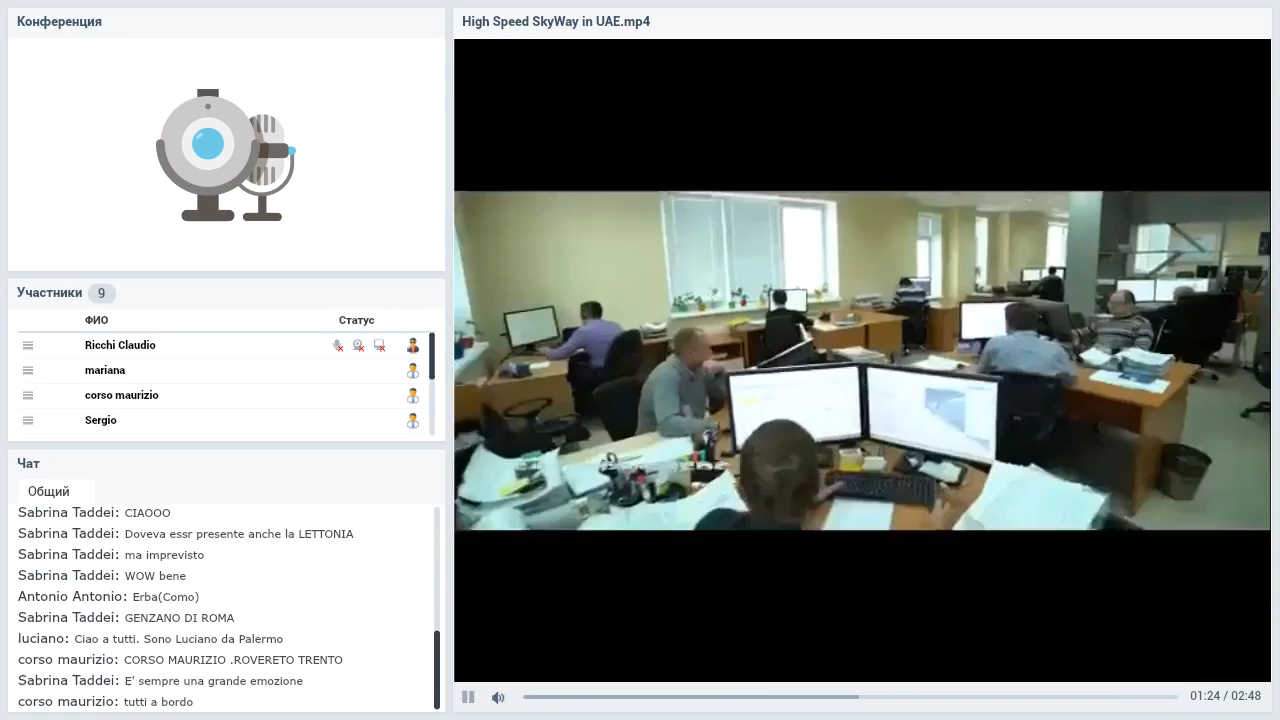 Конференция
High Speed SkyWay in UAE.mp4
Участники 9
ФИО Статус
Ricchi Claudio
mariana
corso maurizio
Sergio
Чат
Общий
Sabrina Taddei: CIAOOO
Sabrina Taddei: Doveva essr presente anche la LETTONIA
Sabrina Taddei: ma imprevisto
Sabrina Taddei: WOW bene
Antonio Antonio: Erba(Como)
Sabrina Taddei: GENZANO DI ROMA
luciano: Ciao a tutti. Sono Luciano da Palermo
corso maurizio: CORSO MAURIZIO .ROVERETO TRENTO
Sabrina Taddei: E' sempre una grande emozione
corso maurizio: tutti a bordo
01:24 / 02:48